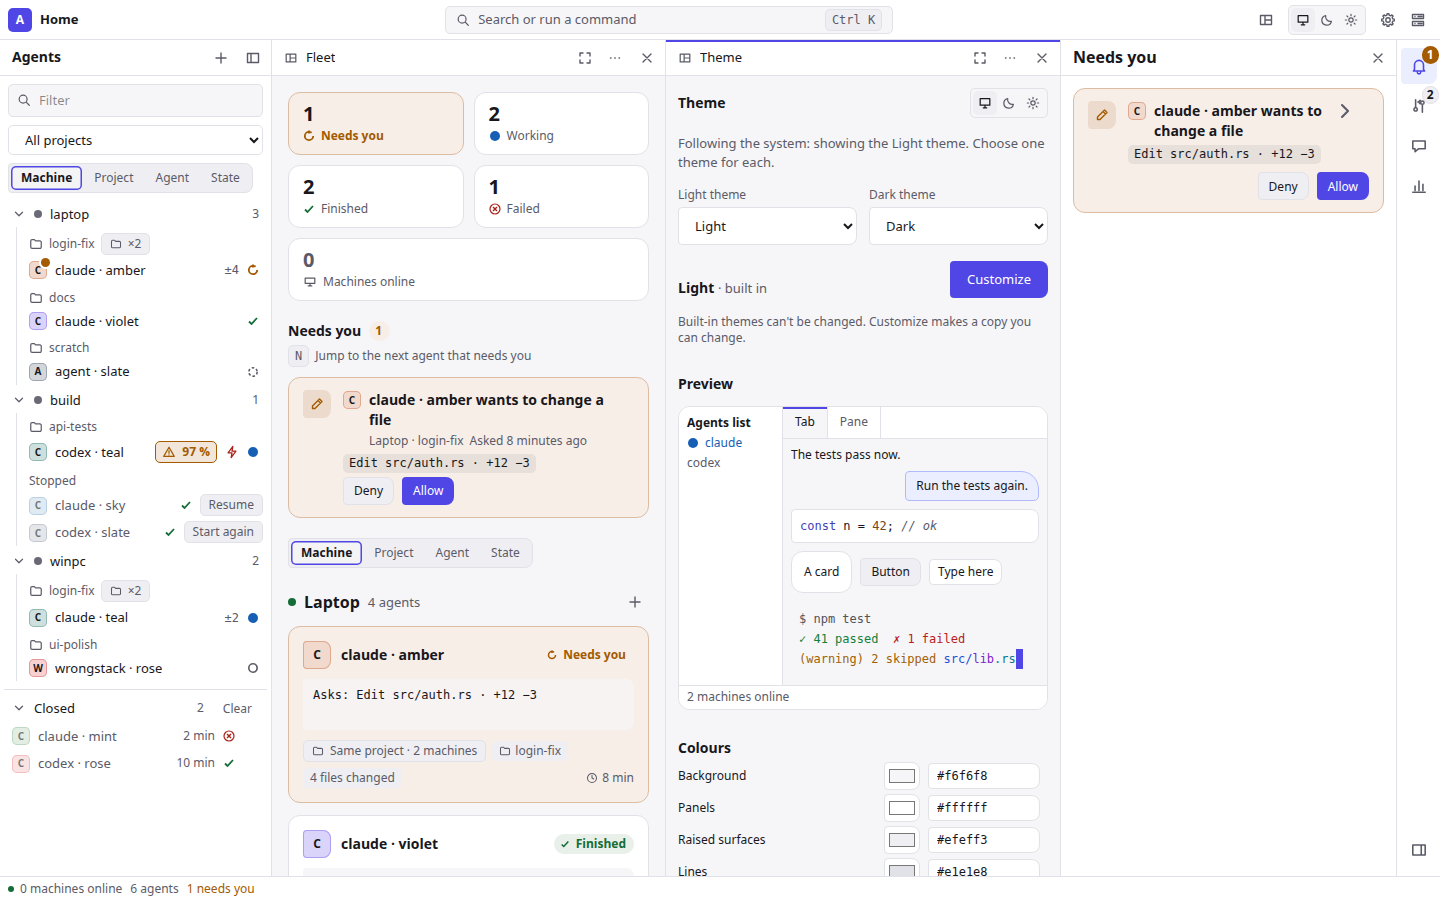 A Home
Search or run a command Ctrl K
Agents
Filter
All projects
Machine Project Agent State
laptop 3
login-fix ×2
C claude · amber ±4
docs
C claude · violet
scratch
A agent · slate
build 1
api-tests
C codex · teal 97 %
Stopped
C claude · sky Resume
C codex · slate Start again
winpc 2
login-fix ×2
C claude · teal ±2
ui-polish
W wrongstack · rose
Closed 2 Clear
C claude · mint 2 min
C codex · rose 10 min
Fleet
1
Needs you
2
Working
2
Finished
1
Failed
0
Machines online
Needs you 1
N Jump to the next agent that needs you
C claude · amber wants to change a
file
Laptop · login-fix Asked 8 minutes ago
Edit src/auth.rs · +12 −3
Deny Allow
Machine Project Agent State
Laptop 4 agents
C claude · amber Needs you
Asks: Edit src/auth.rs · +12 −3
Same project · 2 machines login-fix
4 files changed 8 min
C claude · violet Finished
Theme
Theme
Following the system: showing the Light theme. Choose one
theme for each.
Light theme Dark theme
Light Dark
Light · built in Customize
Built-in themes can't be changed. Customize makes a copy you
can change.
Preview
Agents list
claude
codex
Tab Pane
The tests pass now.
Run the tests again.
const n = 42; // ok
A card Button Type here
$ npm test
✓ 41 passed ✗ 1 failed
(warning) 2 skipped src/lib.rs
2 machines online
Colours
Background #f6f6f8
Panels #ffffff
Raised surfaces #efeff3
Lines #e1e1e8
Needs you
C claude · amber wants to
change a file
Edit src/auth.rs · +12 −3
Deny Allow
1
2
0 machines online 6 agents 1 needs you